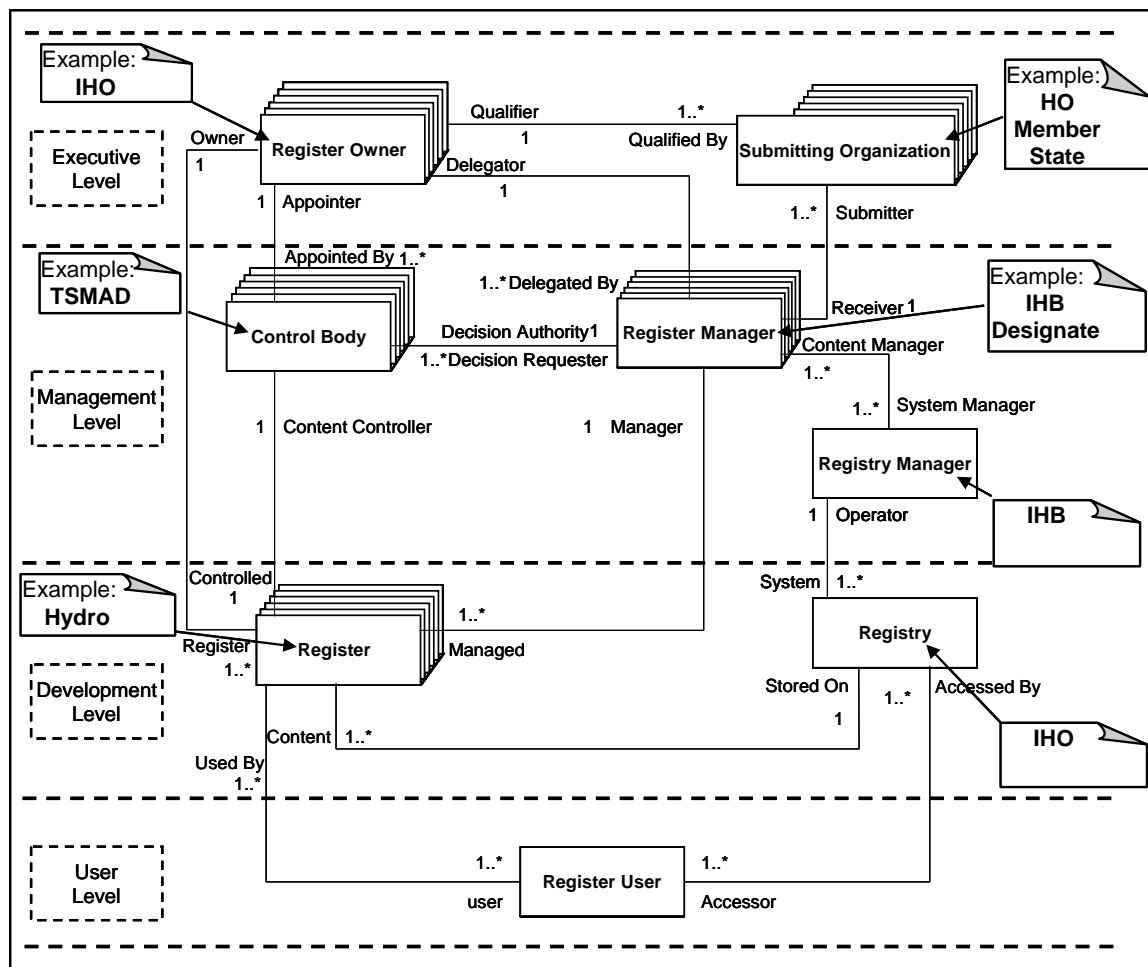 Example:
IHO
Example:
HO
Member
State
Executive
Level
Owner
1
Register Owner
Qualifier
1
1..*
Qualified By
Submitting Organization
Delegator
1
1
Appointer
1..*
Submitter
Example:
TSMAD
Appointed By 1..*
1..* Delegated By
Example:
IHB
Designate
Control Body
Decision Authority 1
1..* Decision Requester
Register Manager
Receiver 1
Content Manager
1..*
Management
Level
1
Content Controller
1
Manager
1..*
System Manager
Registry Manager
1
Operator
IHB
Example:
Hydro
Controlled
1
System
1..*
Register
1..*
Register
1..*
Managed
Registry
Development
Level
Stored On
1
1..*
Accessed By
Content
1..*
IHO
Used By
1..*
User
Level
1..*
user
Register User
1..*
Accessor